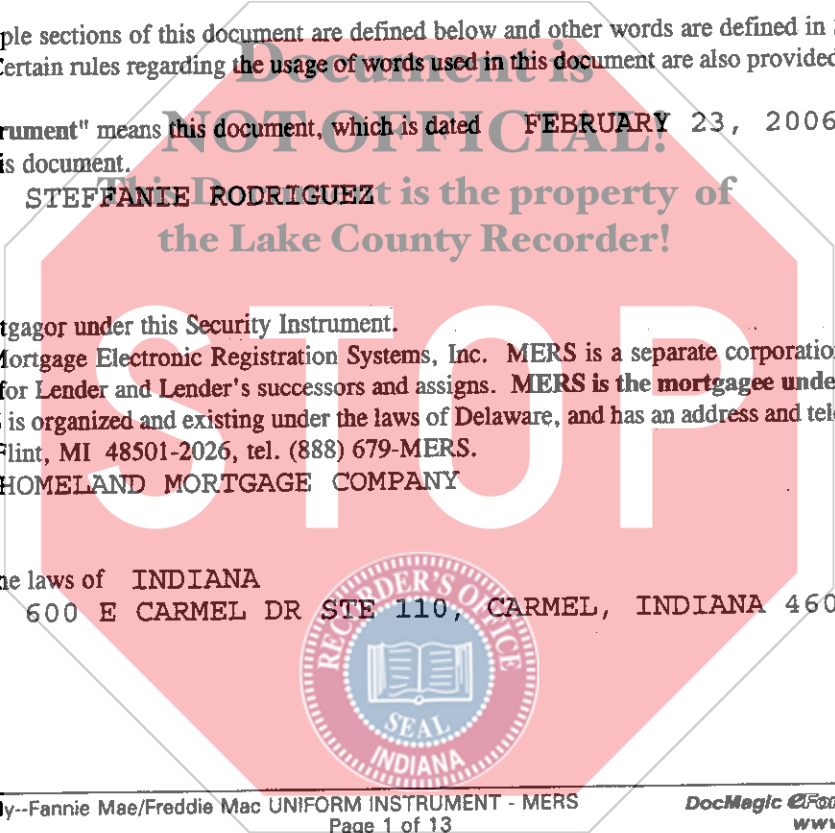 ple sections of this document are defined below and other words are defined in
Certain rules regarding the usage of words used in this document are also provided
Document is
rument" means this document, which is dated FEBRUARY 23, 2006
NOT OFFICIAL!
is document.
STEFFANIE RODRIGUEZ
This Document is the property of
the Lake County Recorder!
tgagor under this Security Instrument.
Mortgage Electronic Registration Systems, Inc. MERS is a separate corporatio
for Lender and Lender's successors and assigns. MERS is the mortgagee unde
is organized and existing under the laws of Delaware, and has an address and tel
Flint, MI 48501-2026, tel. (888) 679-MERS.
STOP
HOMELAND MORTGAGE COMPANY
he laws of INDIANA
600 E CARMEL DR STE 110, CARMEL, INDIANA 460
RECORDER'S OFFICE
SEAL
INDIANA
y--Fannie Mae/Freddie Mac UNIFORM INSTRUMENT - MERS
Page 1 of 13
DocMagic eFo
www